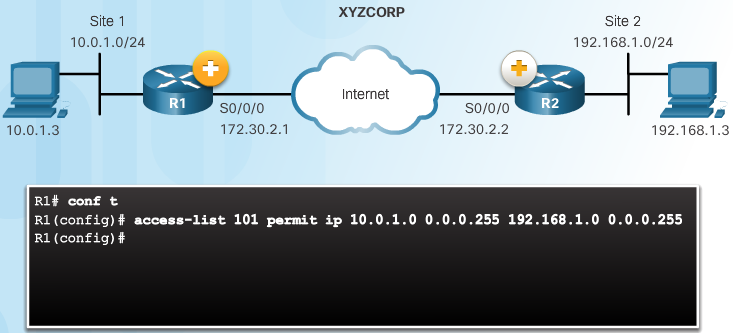 XYZCORP
Site 1
10.0.1.0/24
Site 2
192.168.1.0/24
R1
S0/0/0
172.30.2.1
Internet
S0/0/0
172.30.2.2
R2
10.0.1.3
192.168.1.3
R1# conf t
R1(config)# access-list 101 permit ip 10.0.1.0 0.0.0.255 192.168.1.0 0.0.0.255
R1(config)#